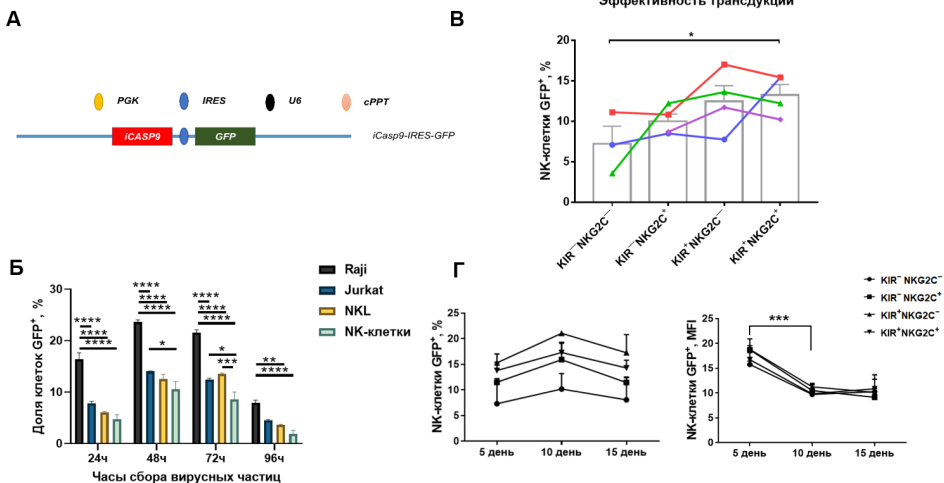 А
PGK
IRES
U6
cPPT
iCASP9
GFP
iCasp9-IRES-GFP
В
Эффективность трансдукции
*
NK-клетки GFP⁺, %
20
15
10
5
0
KIR⁻NKG2C⁻
KIR⁻NKG2C⁺
KIR⁺NKG2C⁻
KIR⁺NKG2C⁺
Б
Raji
Jurkat
NKL
NK-клетки
Доля клеток GFP⁺, %
30
20
10
0
****
****
****
****
****
****
*
****
****
****
*
***
**
****
24ч
48ч
72ч
96ч
Часы сбора вирусных частиц
Г
NK-клетки GFP⁺, %
25
20
15
10
5
0
5 день
10 день
15 день
NK-клетки GFP⁺, MFI
25
20
15
10
5
0
***
5 день
10 день
15 день
KIR⁻ NKG2C⁻
KIR⁻ NKG2C⁺
KIR⁺NKG2C⁻
KIR⁺NKG2C⁺